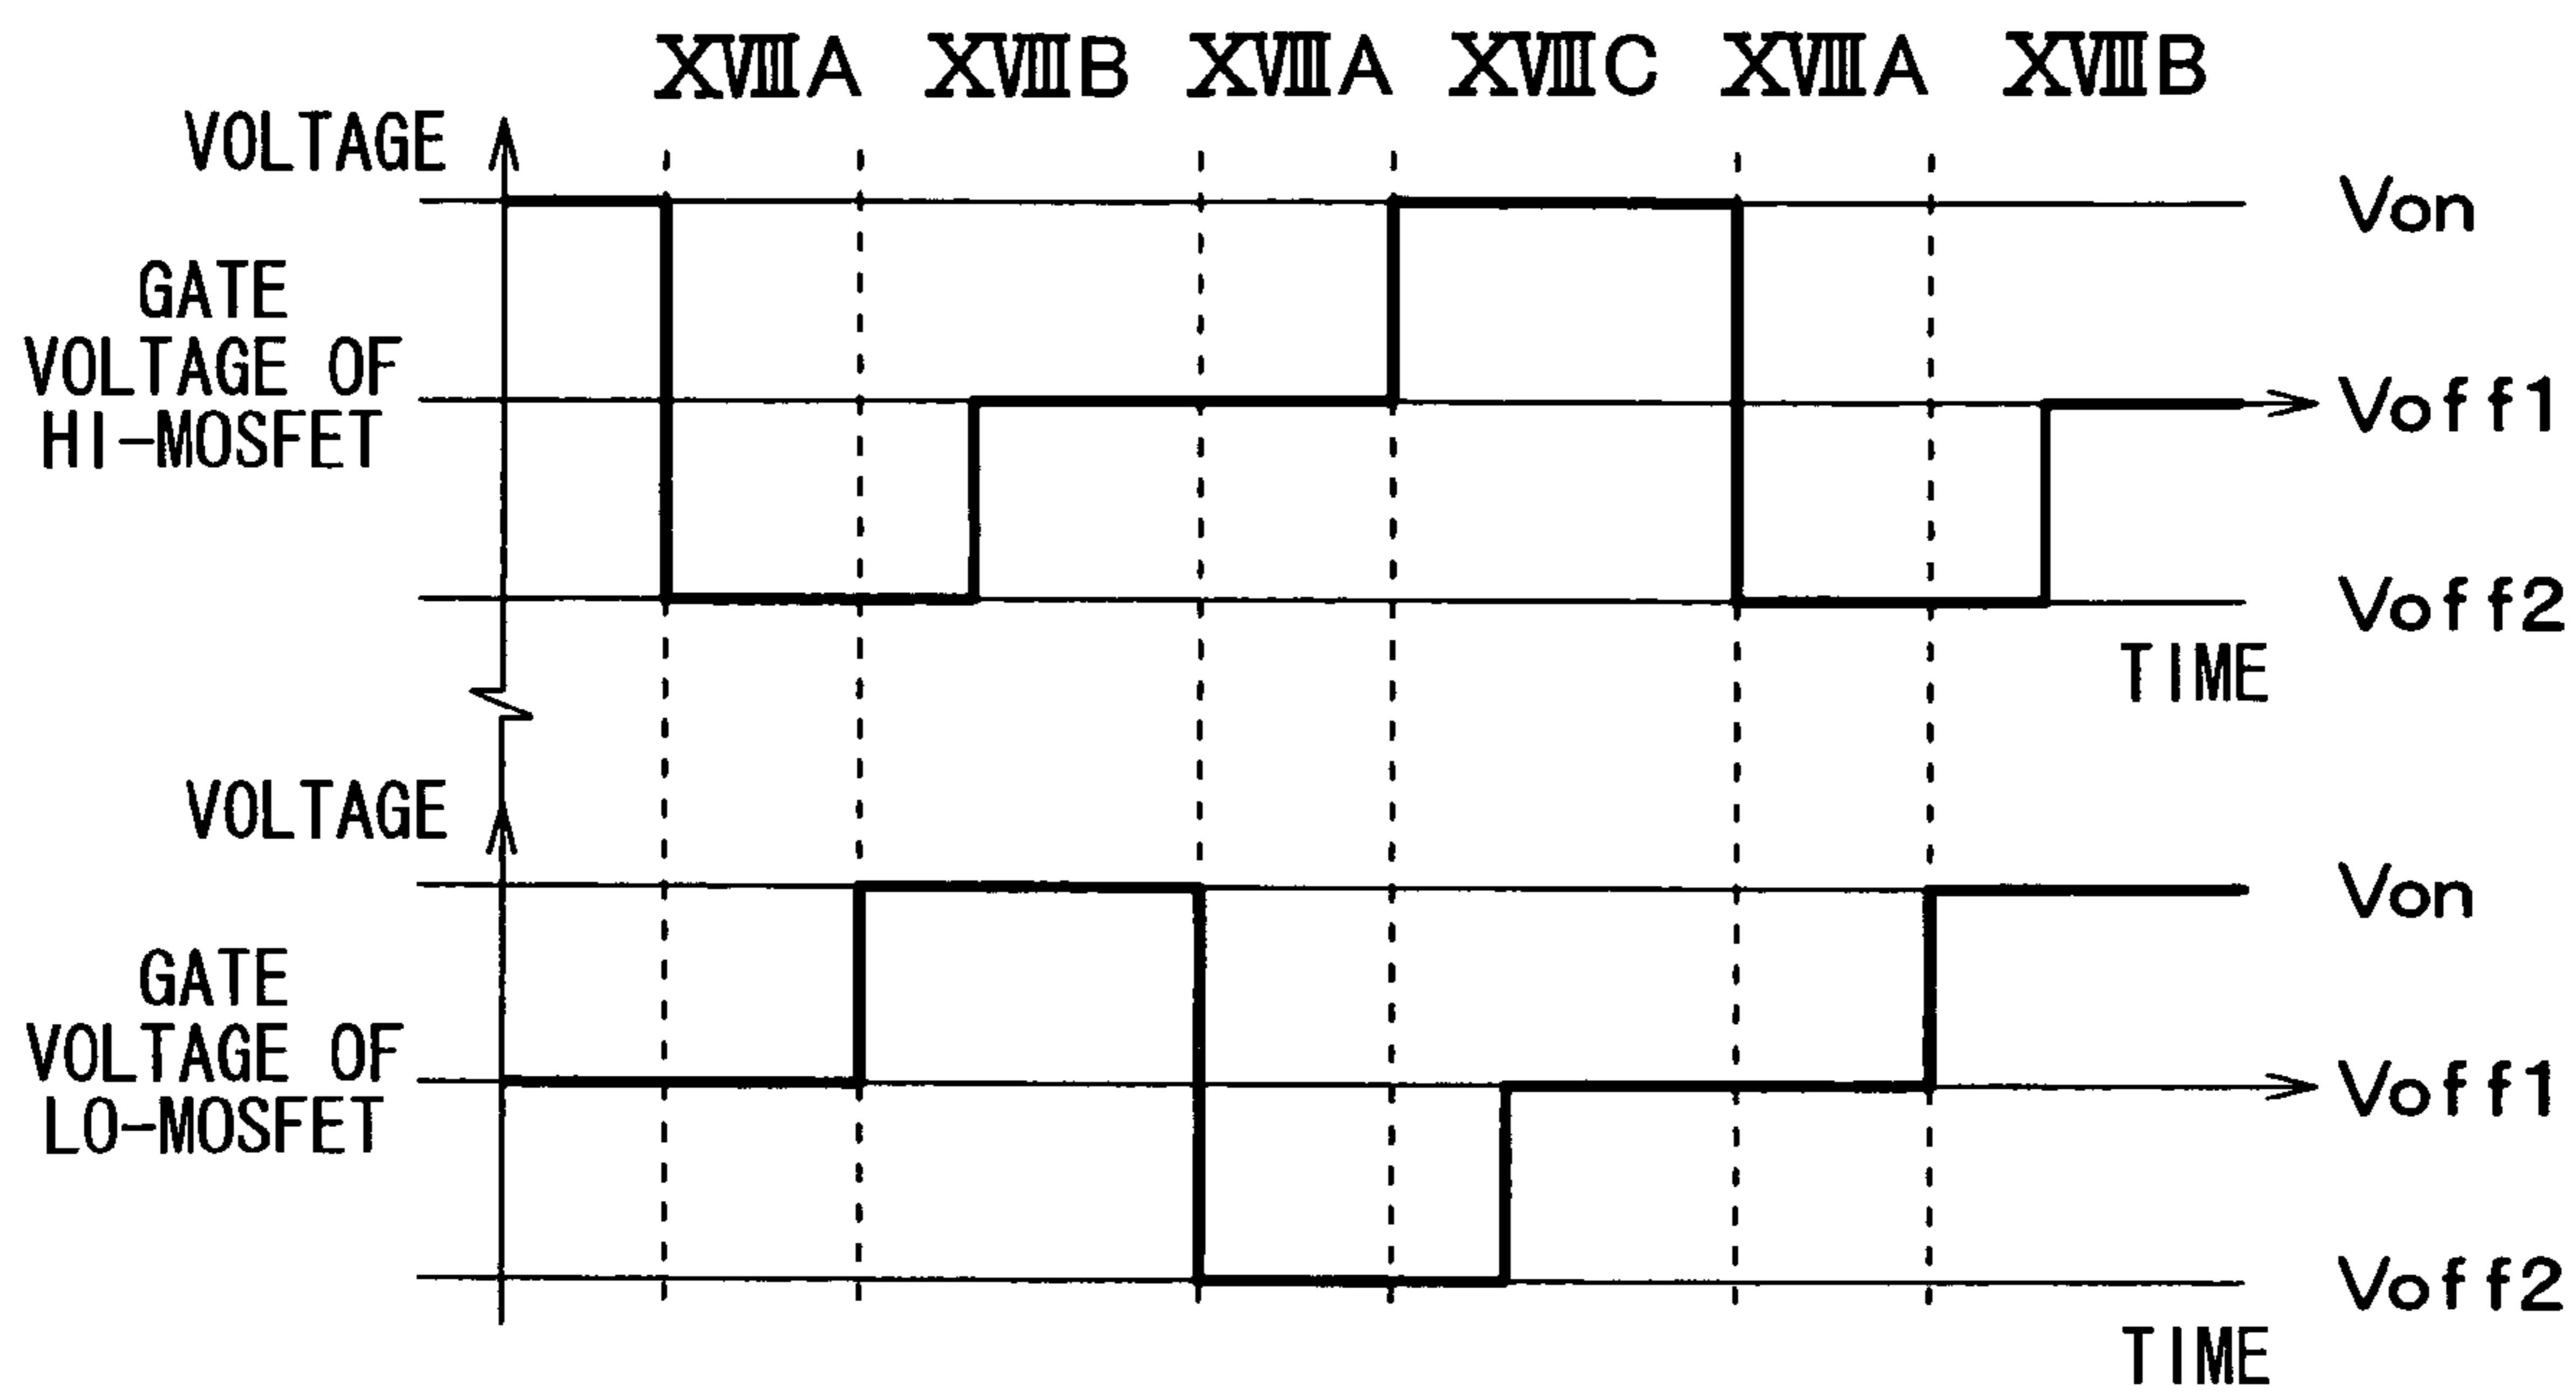 XVIIIA XVIIIB XVIIIA XVIIIC XVIIIA XVIIIB
VOLTAGE
Von
GATE
VOLTAGE OF
HI-MOSFET
Voff1
Voff2
TIME
VOLTAGE
Von
GATE
VOLTAGE OF
LO-MOSFET
Voff1
Voff2
TIME